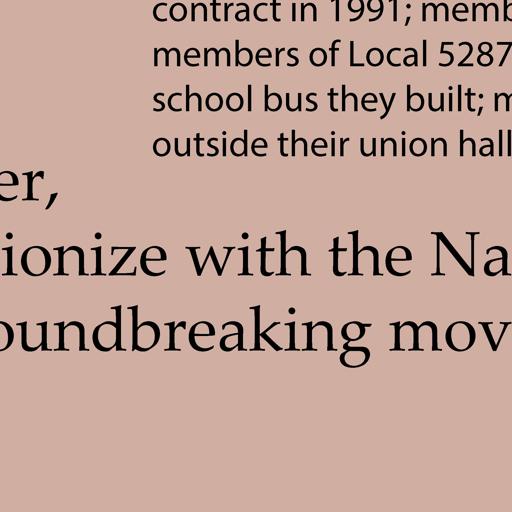 contract in 1991; memb
members of Local 5287
school bus they built; m
outside their union hall
er,
ionize with the Na
oundbreaking mov